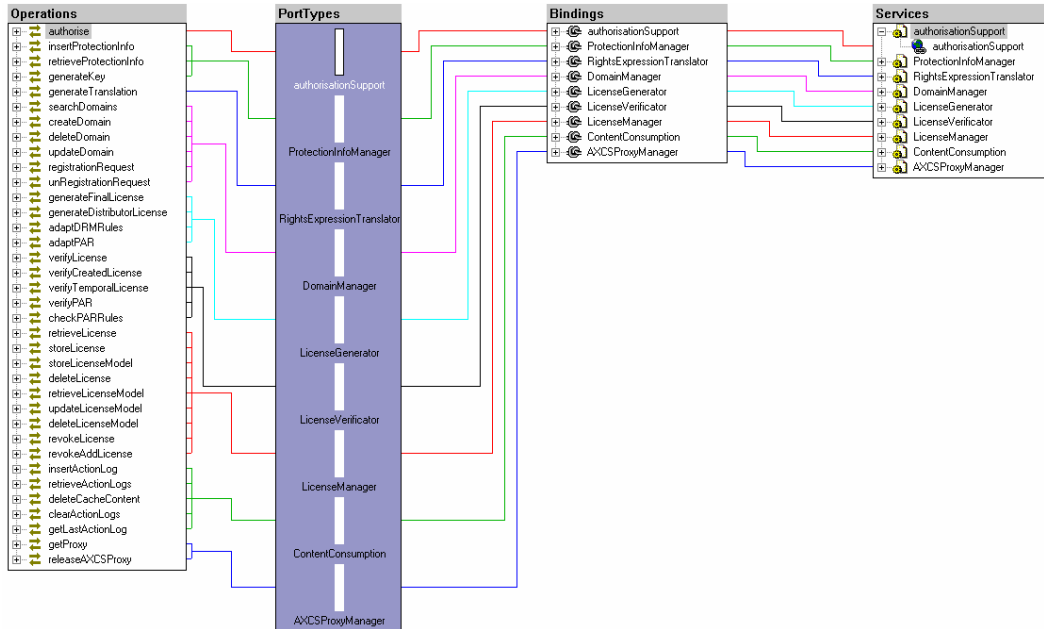 Operations
authorise
insertProtectionInfo
retrieveProtectionInfo
generateKey
generateTranslation
searchDomains
createDomain
deleteDomain
updateDomain
registrationRequest
unRegistrationRequest
generateFinalLicense
generateDistributorLicense
adaptDRMRules
adaptPAR
verifyLicense
verifyCreatedLicense
verifyTemporalLicense
verifyPAR
checkPARRules
retrieveLicense
storeLicense
storeLicenseModel
deleteLicense
retrieveLicenseModel
updateLicenseModel
deleteLicenseModel
revokeLicense
revokeAddLicense
insertActionLog
retrieveActionLogs
deleteCacheContent
clearActionLogs
getLastActionLog
getProxy
releaseAXCSProxy
PortTypes
authorisationSupport
ProtectionInfoManager
RightsExpressionTranslator
DomainManager
LicenseGenerator
LicenseVerificator
LicenseManager
ContentConsumption
AXCSProxyManager
Bindings
authorisationSupport
ProtectionInfoManager
RightsExpressionTranslator
DomainManager
LicenseGenerator
LicenseVerificator
LicenseManager
ContentConsumption
AXCSProxyManager
Services
authorisationSupport
authorisationSupport
ProtectionInfoManager
RightsExpressionTranslator
DomainManager
LicenseGenerator
LicenseVerificator
LicenseManager
ContentConsumption
AXCSProxyManager